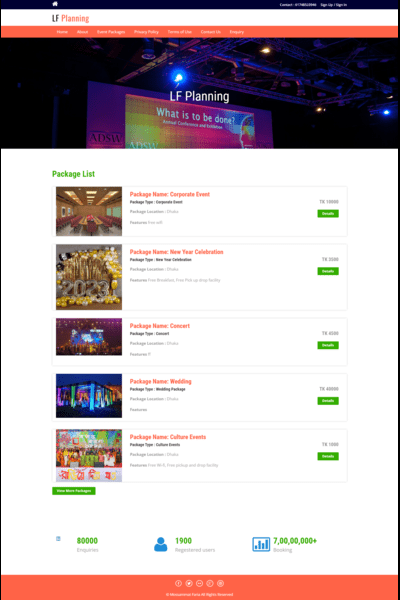 Contact : 01748533940 Sign Up / Sign In
LF Planning
Home About Event Packages Privacy Policy Terms of Use Contact Us Enquiry
LF Planning
What is to be done?
Annual Conference and Exhibition
ADSW
ADSW
Package List
Package Name: Corporate Event
Package Type : Corporate Event
Package Location : Dhaka
Features free wifi
TK 10000
Details
Package Name: New Year Celebration
Package Type : New Year Celebration
Package Location : Dhaka
Features Free Breakfast, Free Pick up drop facility
TK 3500
Details
2023
Package Name: Concert
Package Type : Concert
Package Location : Dhaka
Features
TK 4500
Details
Package Name: Wedding
Package Type : Wedding Package
Package Location : Dhaka
Features
TK 40000
Details
Package Name: Culture Events
Package Type : Culture Events
Package Location : Dhaka
Features Free Wi-fi, Free pickup and drop facility
TK 1000
Details
View More Packages
80000
Enquiries
1900
Registered users
7,00,00,000+
Booking
All Rights Reserved